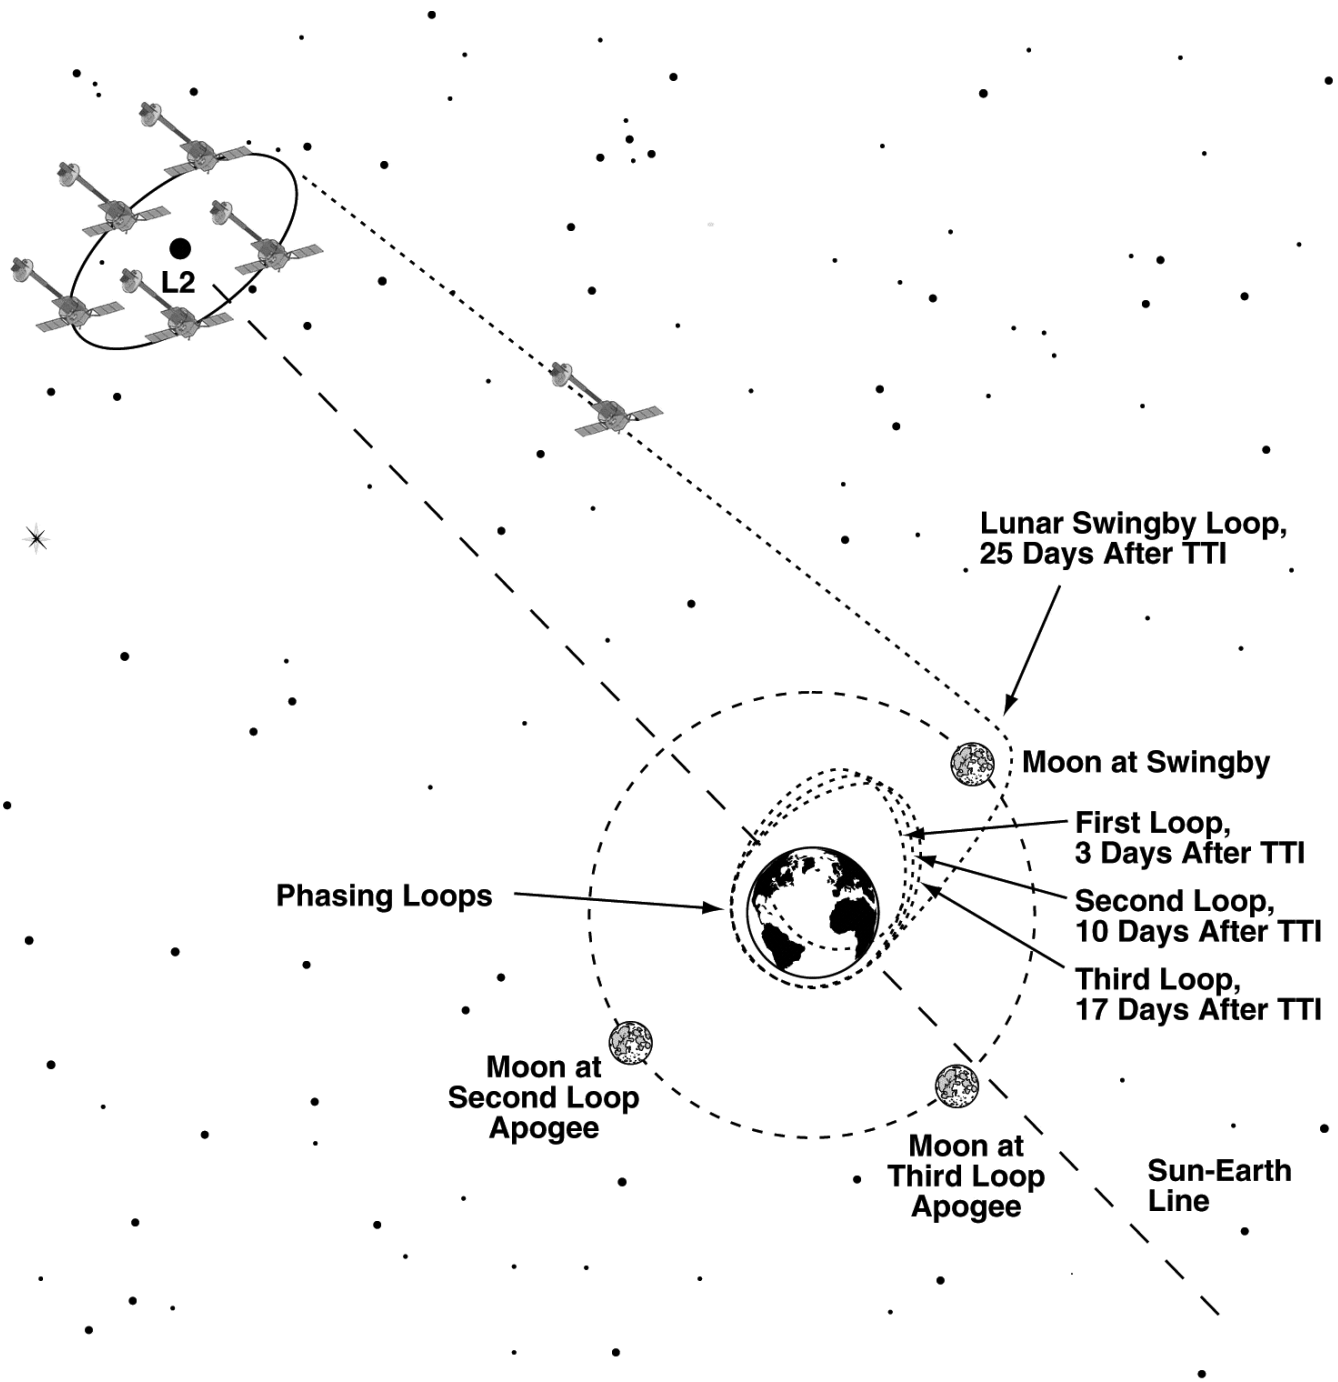 L2
Lunar Swingby Loop,
25 Days After TTI
Moon at Swingby
First Loop,
3 Days After TTI
Phasing Loops
Second Loop,
10 Days After TTI
Third Loop,
17 Days After TTI
Moon at
Second Loop
Apogee
Moon at
Third Loop
Apogee
Sun-Earth
Line